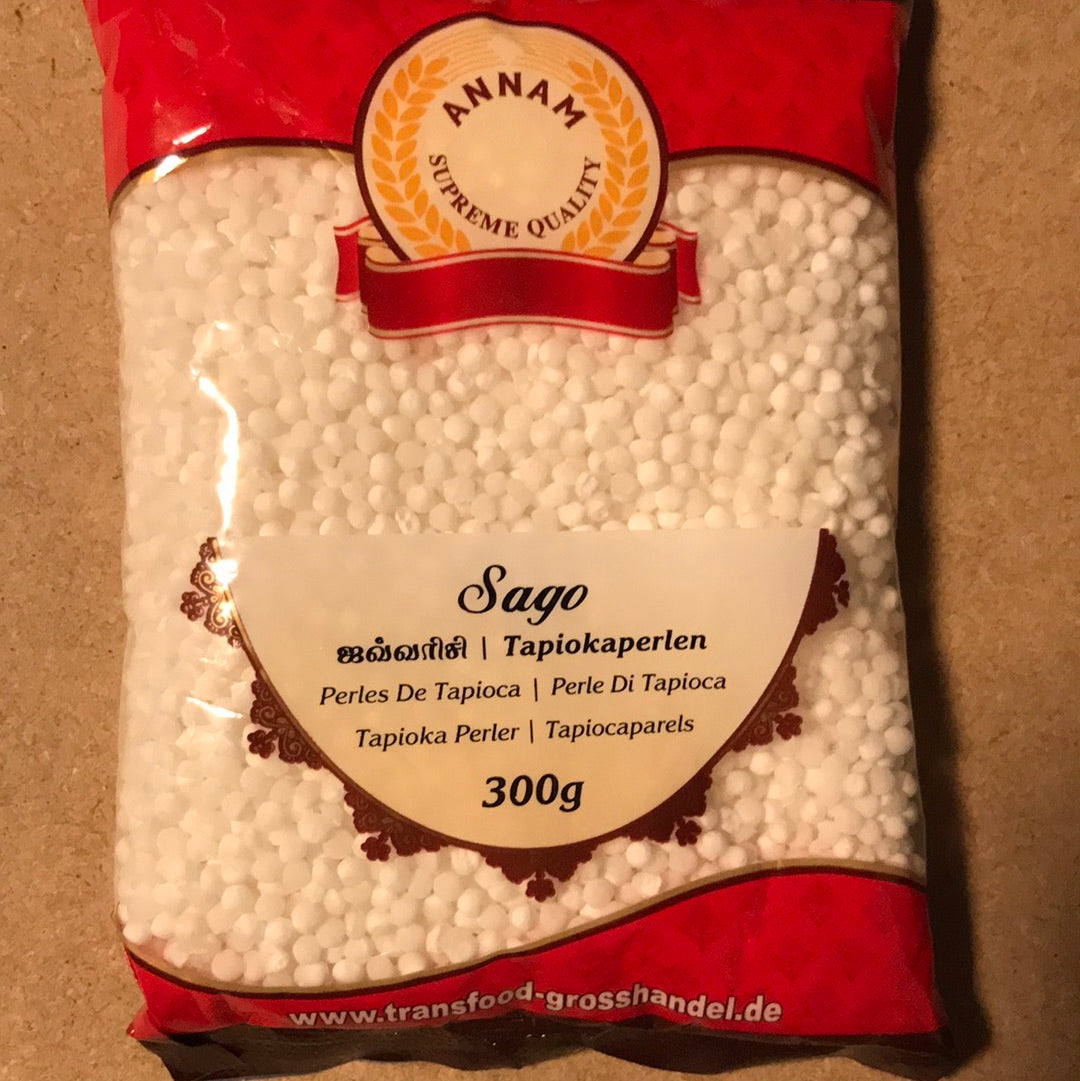 ANNAM
SUPREME QUALITY
Sago
ஜவ்வரிசி | Tapiokaperlen
Perles De Tapioca | Perle Di Tapioca
Tapioka Perler | Tapiocaparels
300g
www.transfood-grosshandel.de